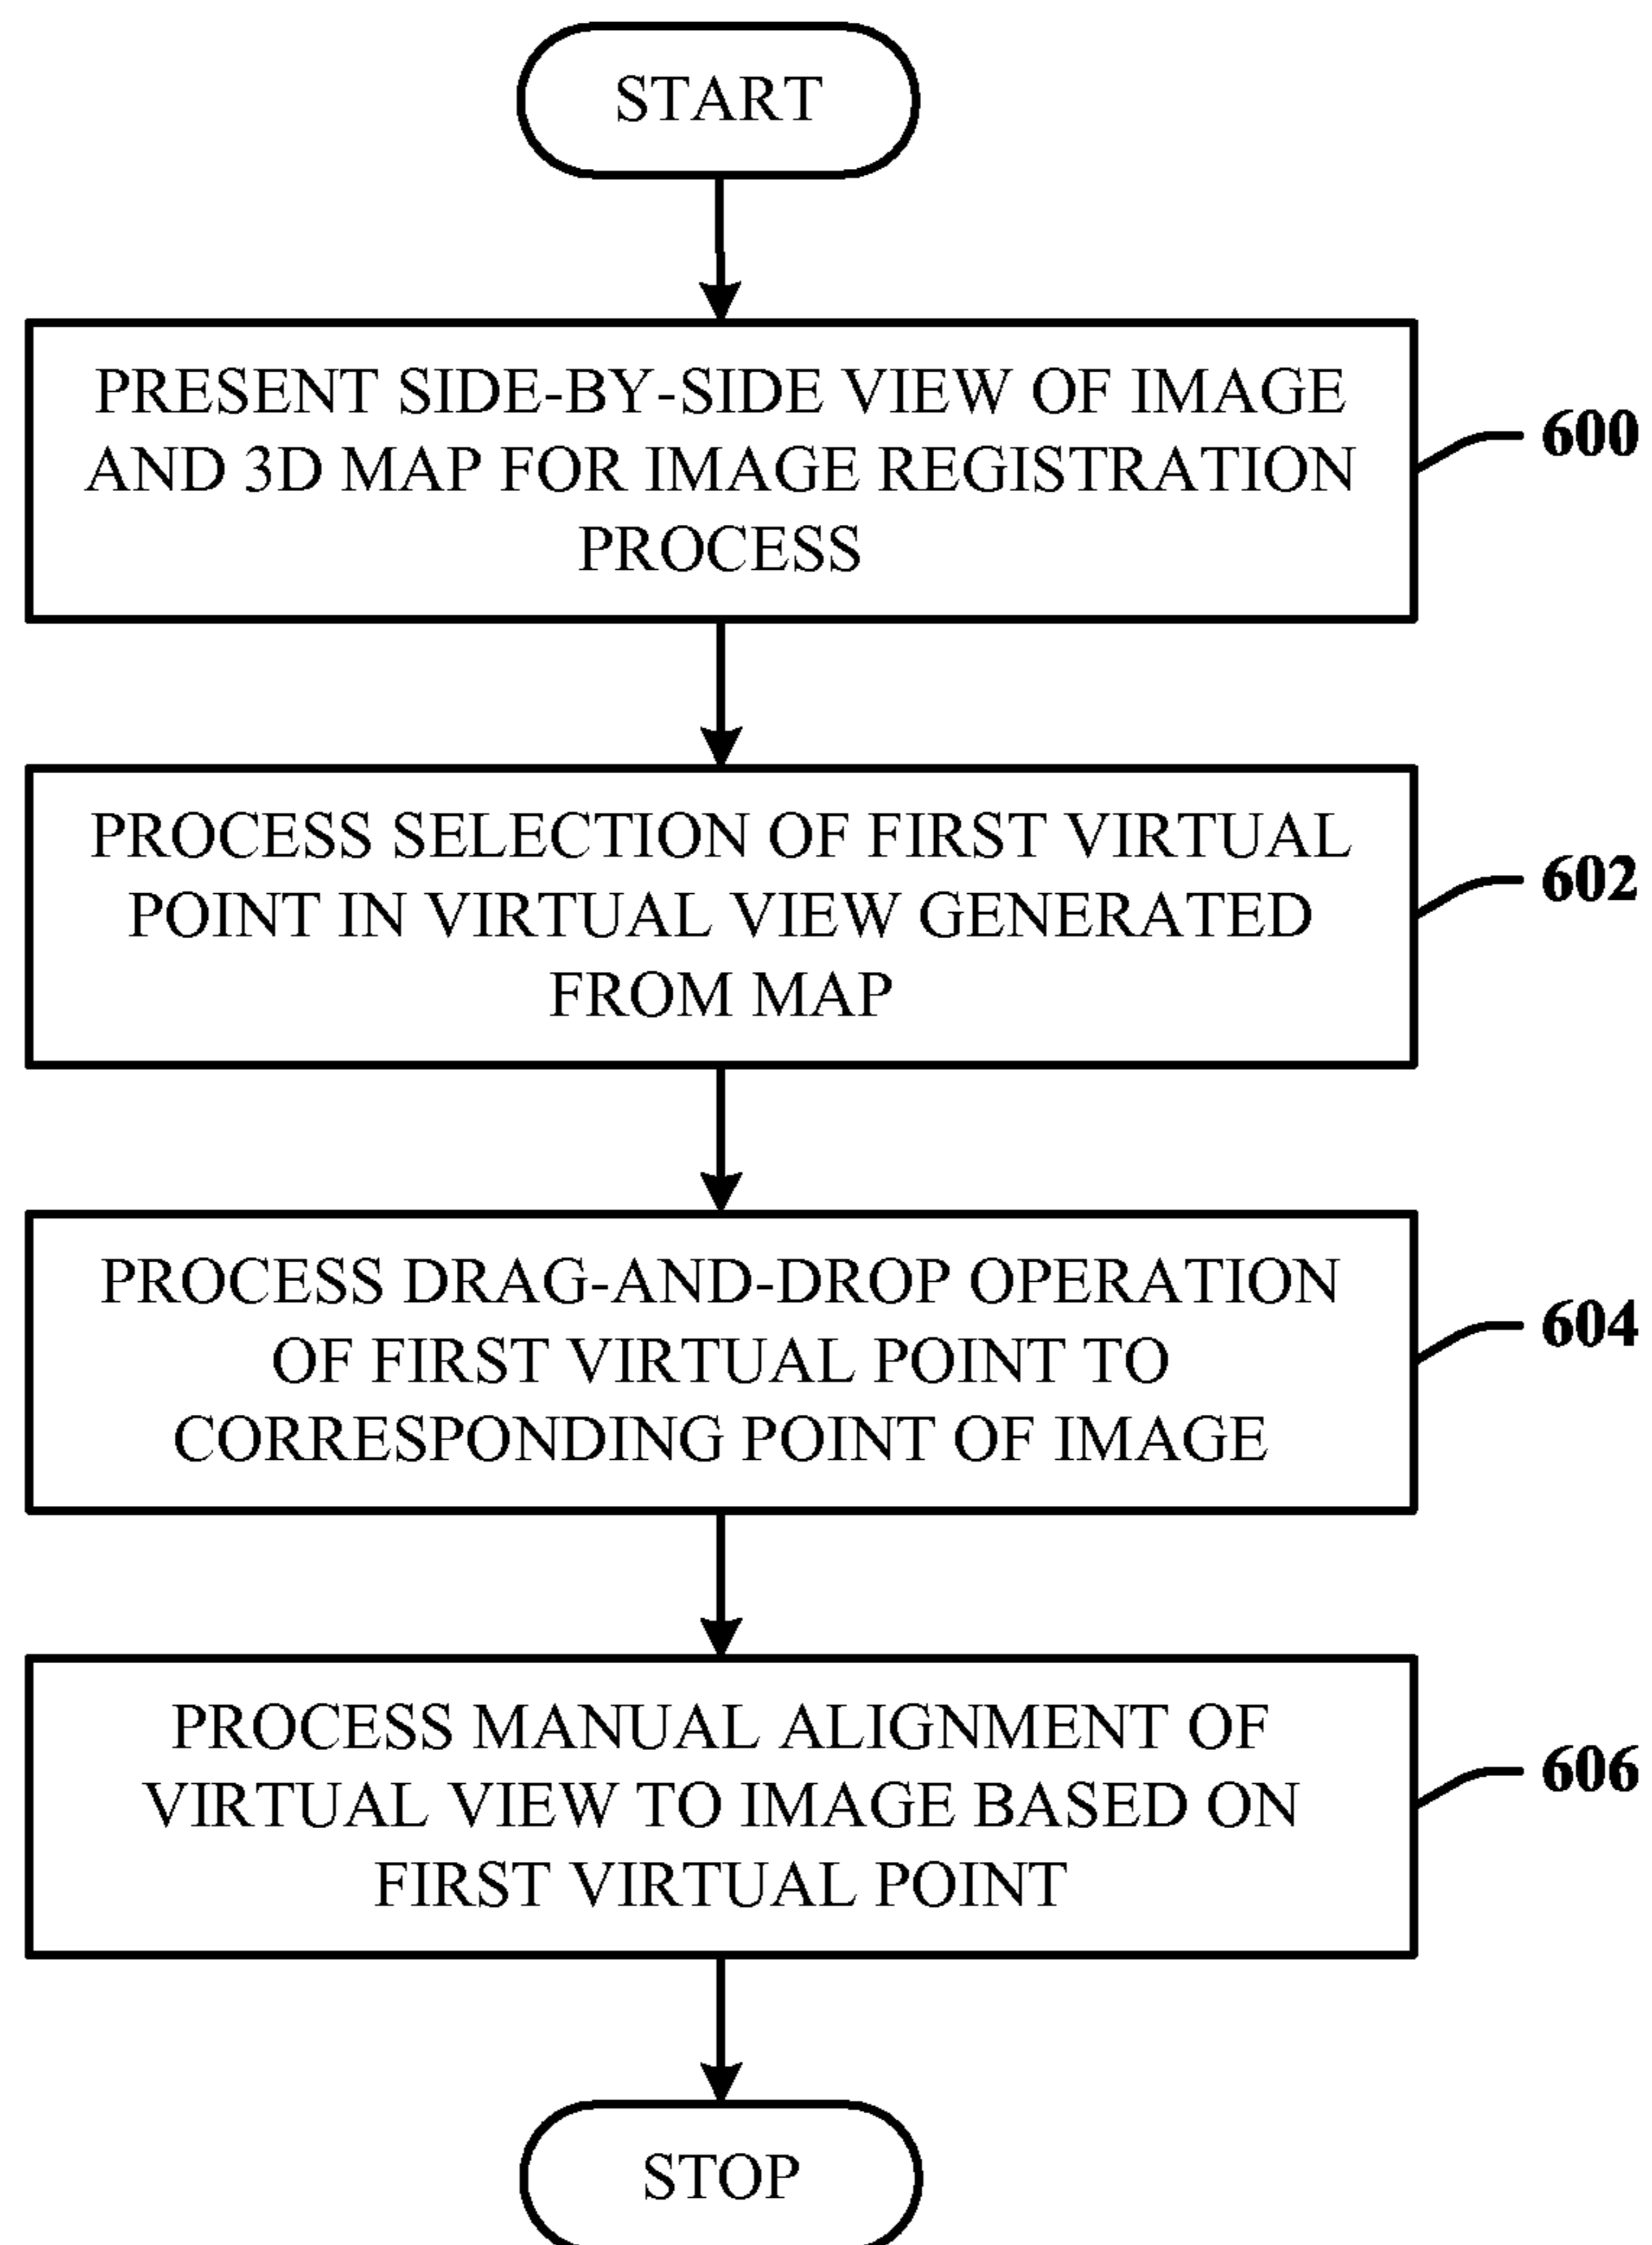 START
PRESENT SIDE-BY-SIDE VIEW OF IMAGE
AND 3D MAP FOR IMAGE REGISTRATION
PROCESS
600
PROCESS SELECTION OF FIRST VIRTUAL
POINT IN VIRTUAL VIEW GENERATED
FROM MAP
602
PROCESS DRAG-AND-DROP OPERATION
OF FIRST VIRTUAL POINT TO
CORRESPONDING POINT OF IMAGE
604
PROCESS MANUAL ALIGNMENT OF
VIRTUAL VIEW TO IMAGE BASED ON
FIRST VIRTUAL POINT
606
STOP